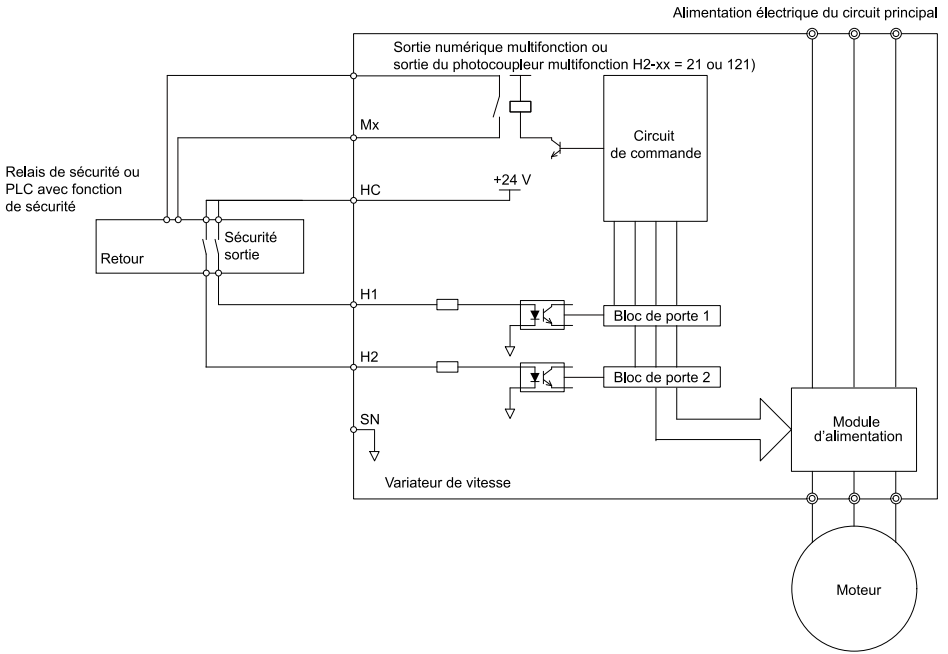 Alimentation électrique du circuit principal
Sortie numérique multifonction ou
sortie du photocoupleur multifonction H2-xx = 21 ou 121)
Mx
Circuit
de commande
Relais de sécurité ou
PLC avec fonction
de sécurité
+24 V
HC
Sécurité
sortie
Retour
H1
Bloc de porte 1
H2
Bloc de porte 2
SN
Module
d'alimentation
Variateur de vitesse
Moteur